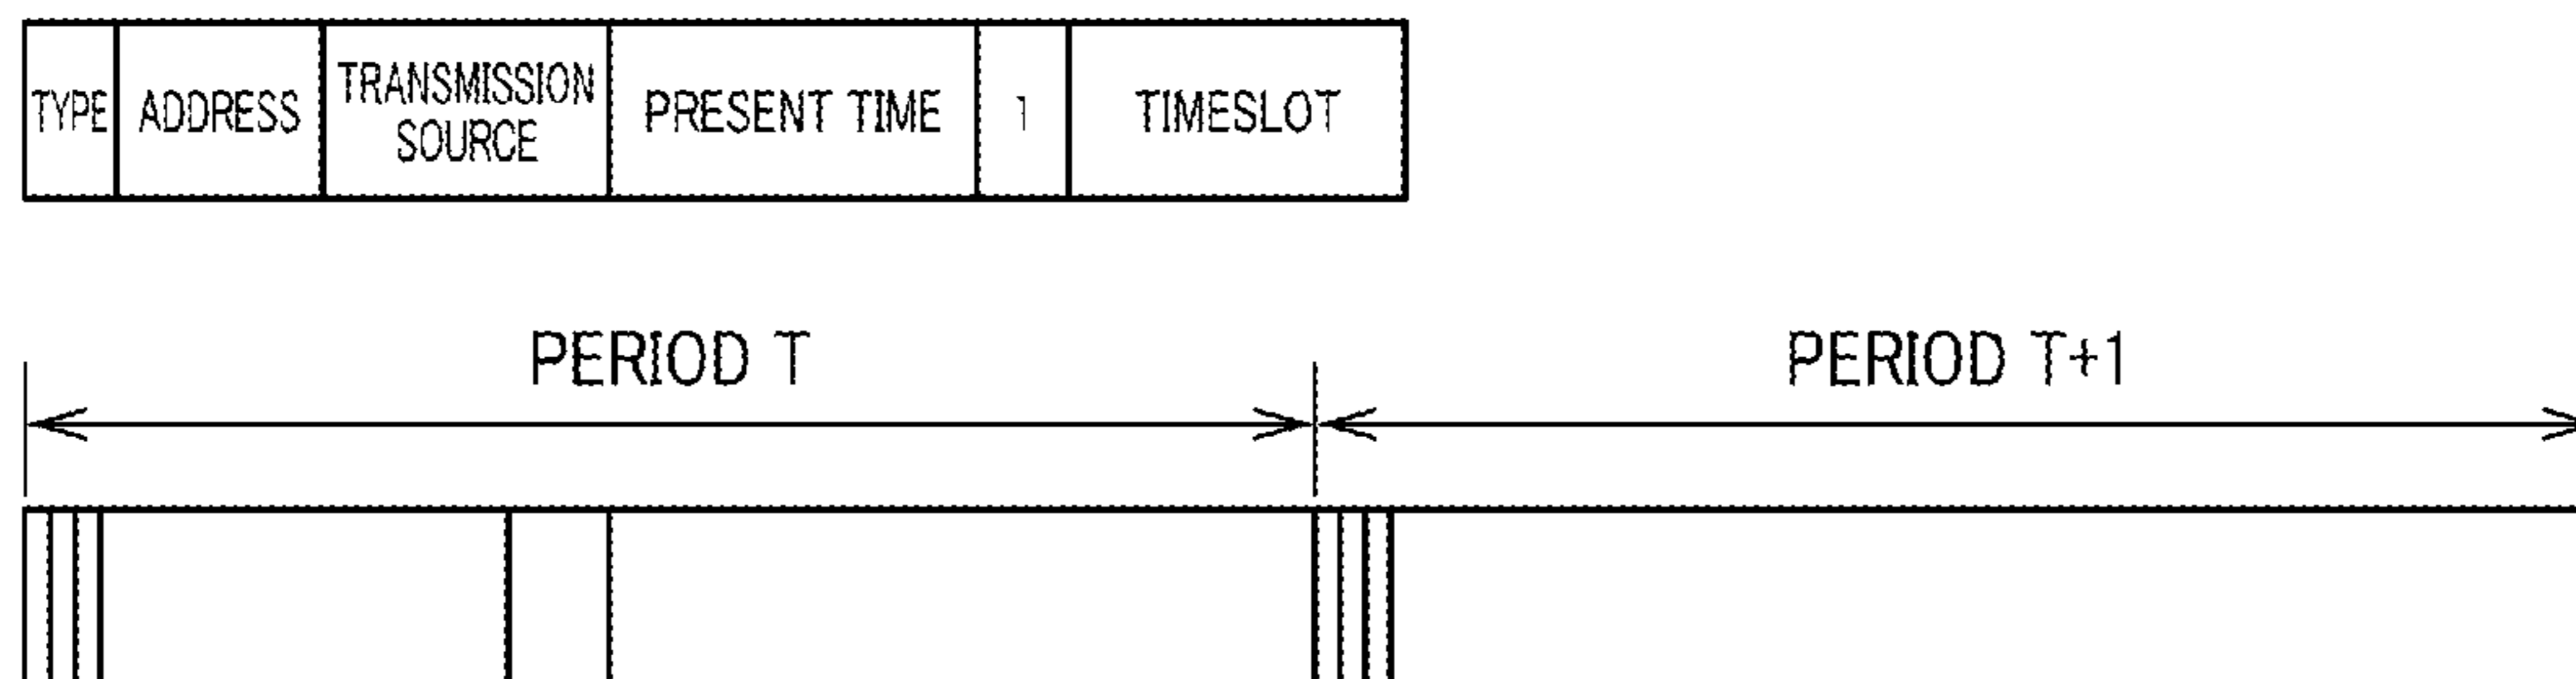 TYPE
ADDRESS
TRANSMISSION
SOURCE
PRESENT TIME
1
TIMESLOT
PERIOD T
PERIOD T+1